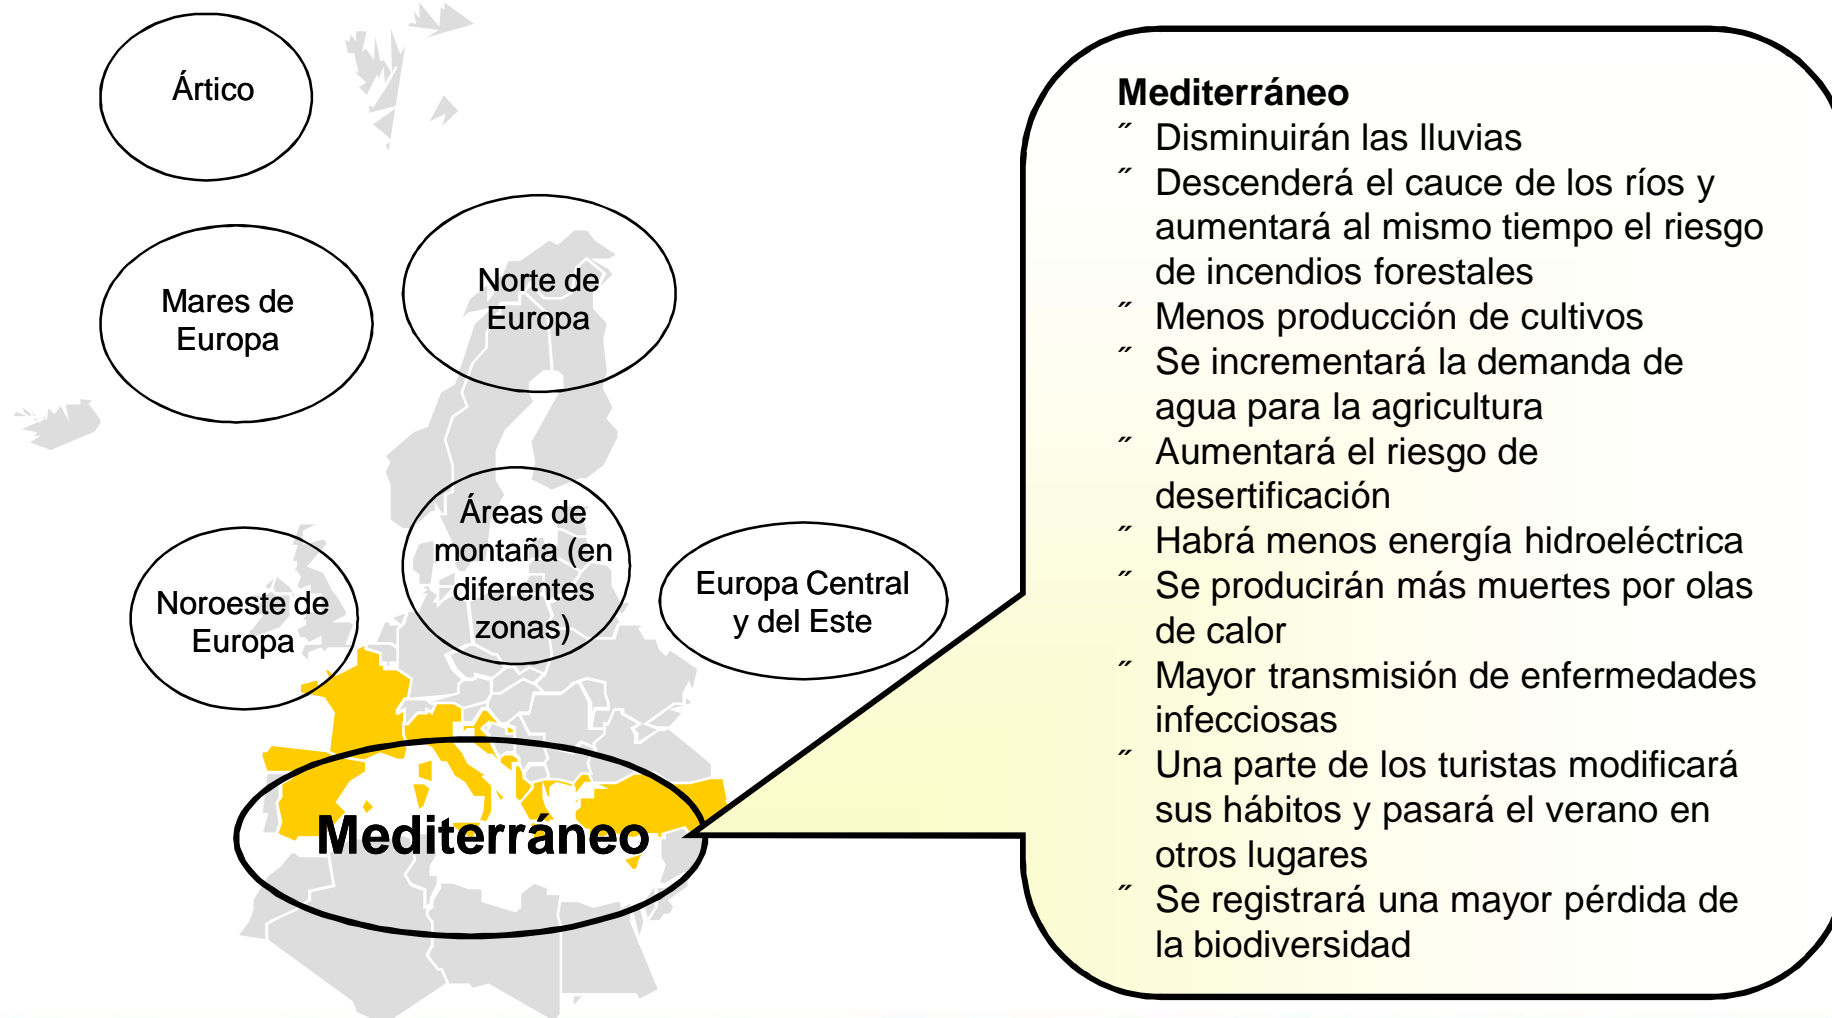 Ártico
Mares de
Europa
Norte de
Europa
Áreas de
montaña (en
diferentes
zonas)
Noroeste de
Europa
Europa Central
y del Este
Mediterráneo
Mediterráneo
˝ Disminuirán las lluvias
˝ Descenderá el cauce de los ríos y
aumentará al mismo tiempo el riesgo
de incendios forestales
˝ Menos producción de cultivos
˝ Se incrementará la demanda de
agua para la agricultura
˝ Aumentará el riesgo de
desertificación
˝ Habrá menos energía hidroeléctrica
˝ Se producirán más muertes por olas
de calor
˝ Mayor transmisión de enfermedades
infecciosas
˝ Una parte de los turistas modificará
sus hábitos y pasará el verano en
otros lugares
˝ Se registrará una mayor pérdida de
la biodiversidad